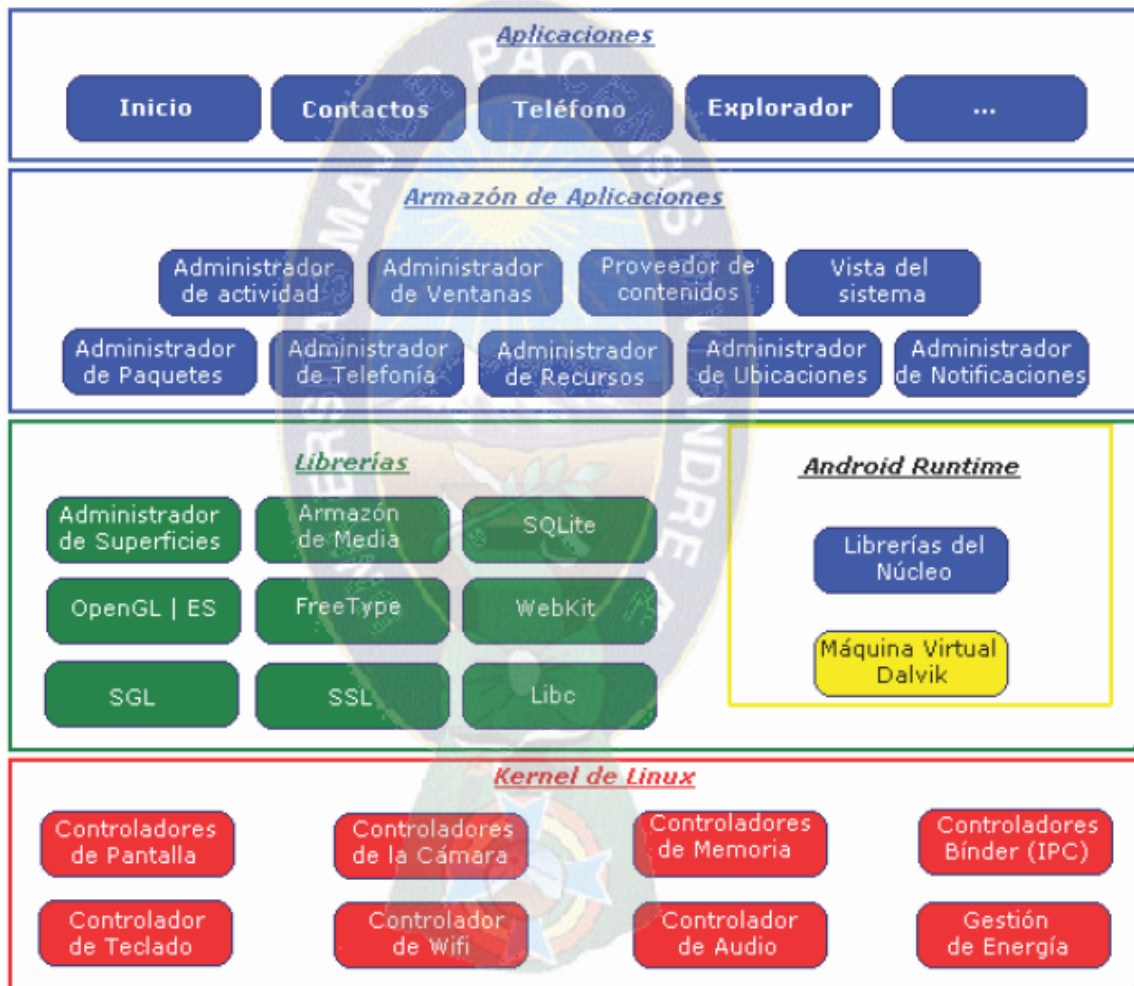 Aplicaciones
Inicio
Contactos
Teléfono
Explorador
...
Armazón de Aplicaciones
Administrador
de actividad
Administrador
de Ventanas
Proveedor de
contenidos
Vista del
sistema
Administrador
de Paquetes
Administrador
de Telefonía
Administrador
de Recursos
Administrador
de Ubicaciones
Administrador
de Notificaciones
Librerías
Administrador
de Superficies
Armazón
de Media
SQLite
OpenGL | ES
FreeType
WebKit
SGL
SSL
Libc
Android Runtime
Librerías del
Núcleo
Máquina Virtual
Dalvik
Kernel de Linux
Controladores
de Pantalla
Controladores
de la Cámara
Controladores
de Memoria
Controladores
Bínder (IPC)
Controlador
de Teclado
Controlador
de Wifi
Controlador
de Audio
Gestión
de Energía